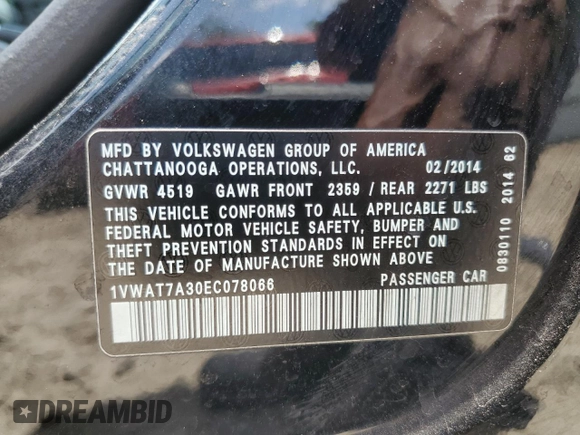 MFD BY VOLKSWAGEN GROUP OF AMERICA
CHATTANOOGA OPERATIONS, LLC. 02/2014
GVWR 4519 GAWR FRONT 2359 / REAR 2271 LBS
THIS VEHICLE CONFORMS TO ALL APPLICABLE U.S.
FEDERAL MOTOR VEHICLE SAFETY, BUMPER AND
THEFT PREVENTION STANDARDS IN EFFECT ON
THE DATE OF MANUFACTURE SHOWN ABOVE
1VWAT7A30EC078066 PASSENGER CAR
0830110 2014 62
DREAMBID